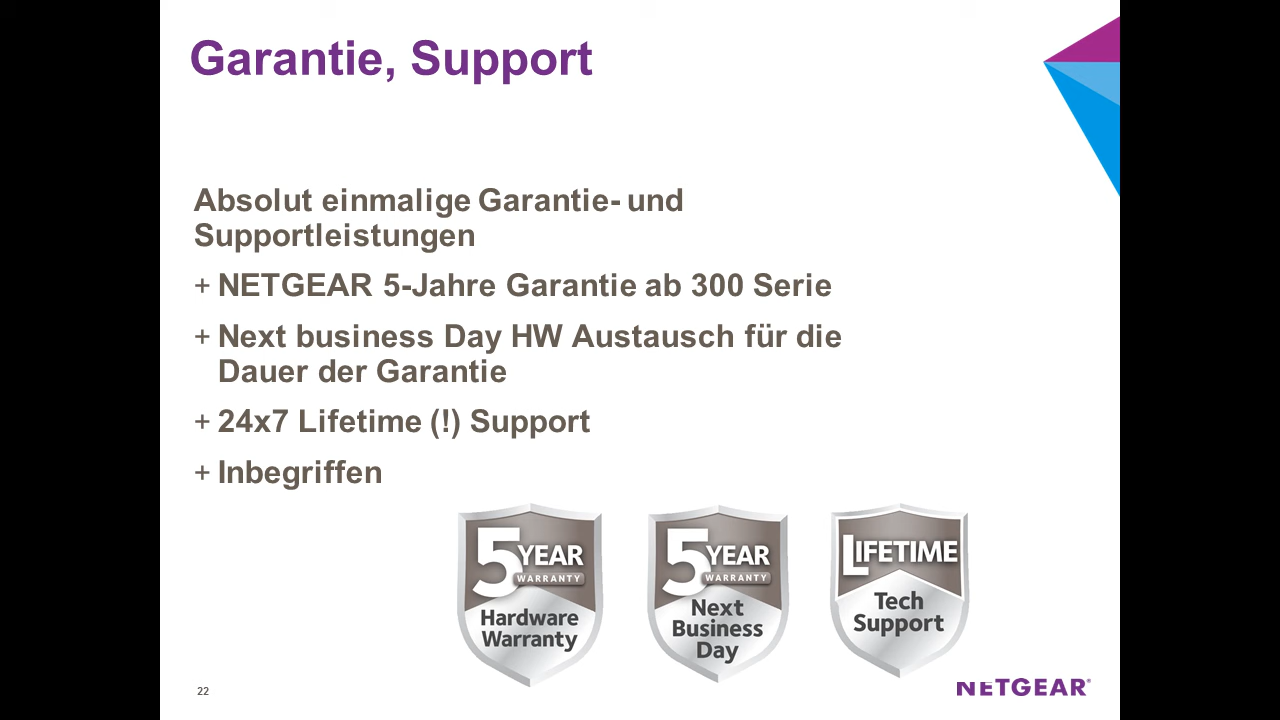 Garantie, Support
Absolut einmalige Garantie- und
Supportleistungen
+ NETGEAR 5-Jahre Garantie ab 300 Serie
+ Next business Day HW Austausch für die
Dauer der Garantie
+ 24x7 Lifetime (!) Support
+ Inbegriffen
5 YEAR
WARRANTY
Hardware
Warranty
5 YEAR
WARRANTY
Next
Business
Day
LIFETIME
Tech
Support
22
NETGEAR®